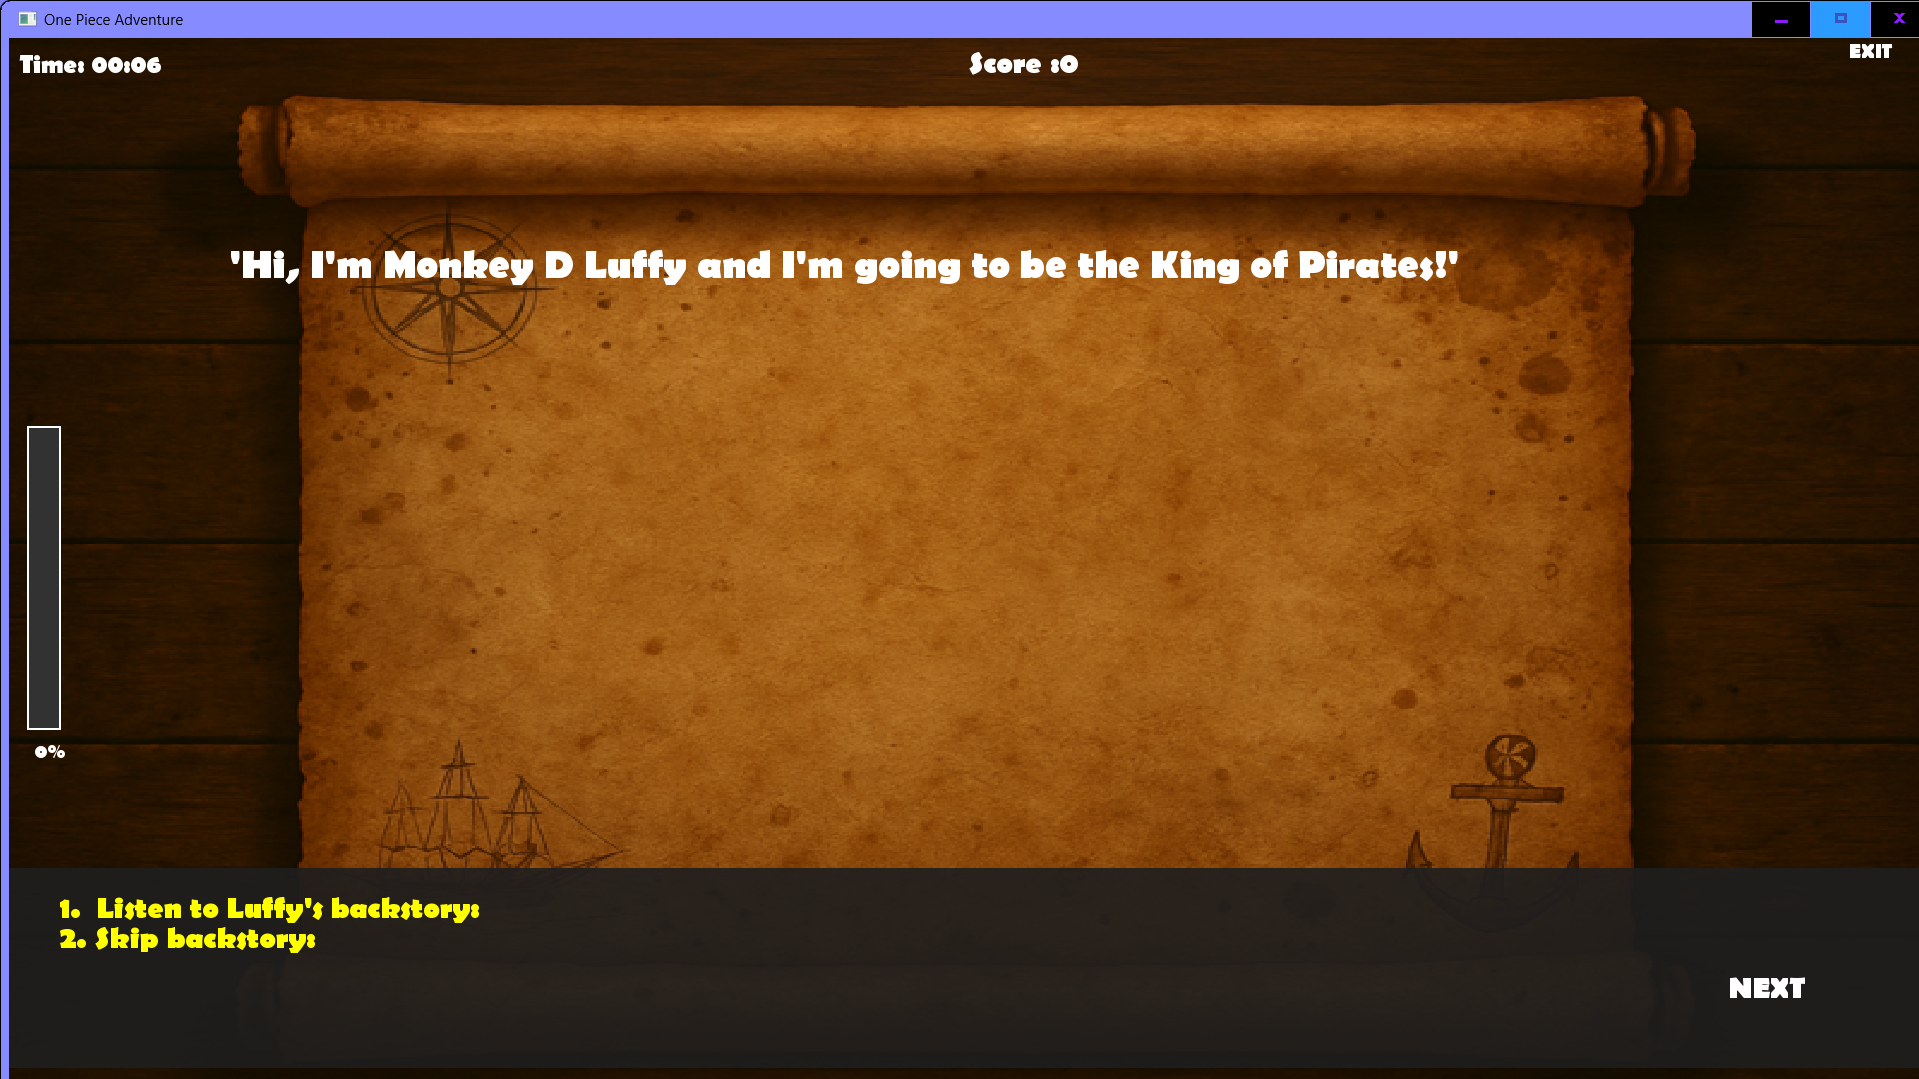 One Piece Adventure
Time: 00:06
Score :0
EXIT
'Hi, I'm Monkey D Luffy and I'm going to be the King of Pirates!'
0%
1. Listen to Luffy's backstory:
2. Skip backstory:
NEXT